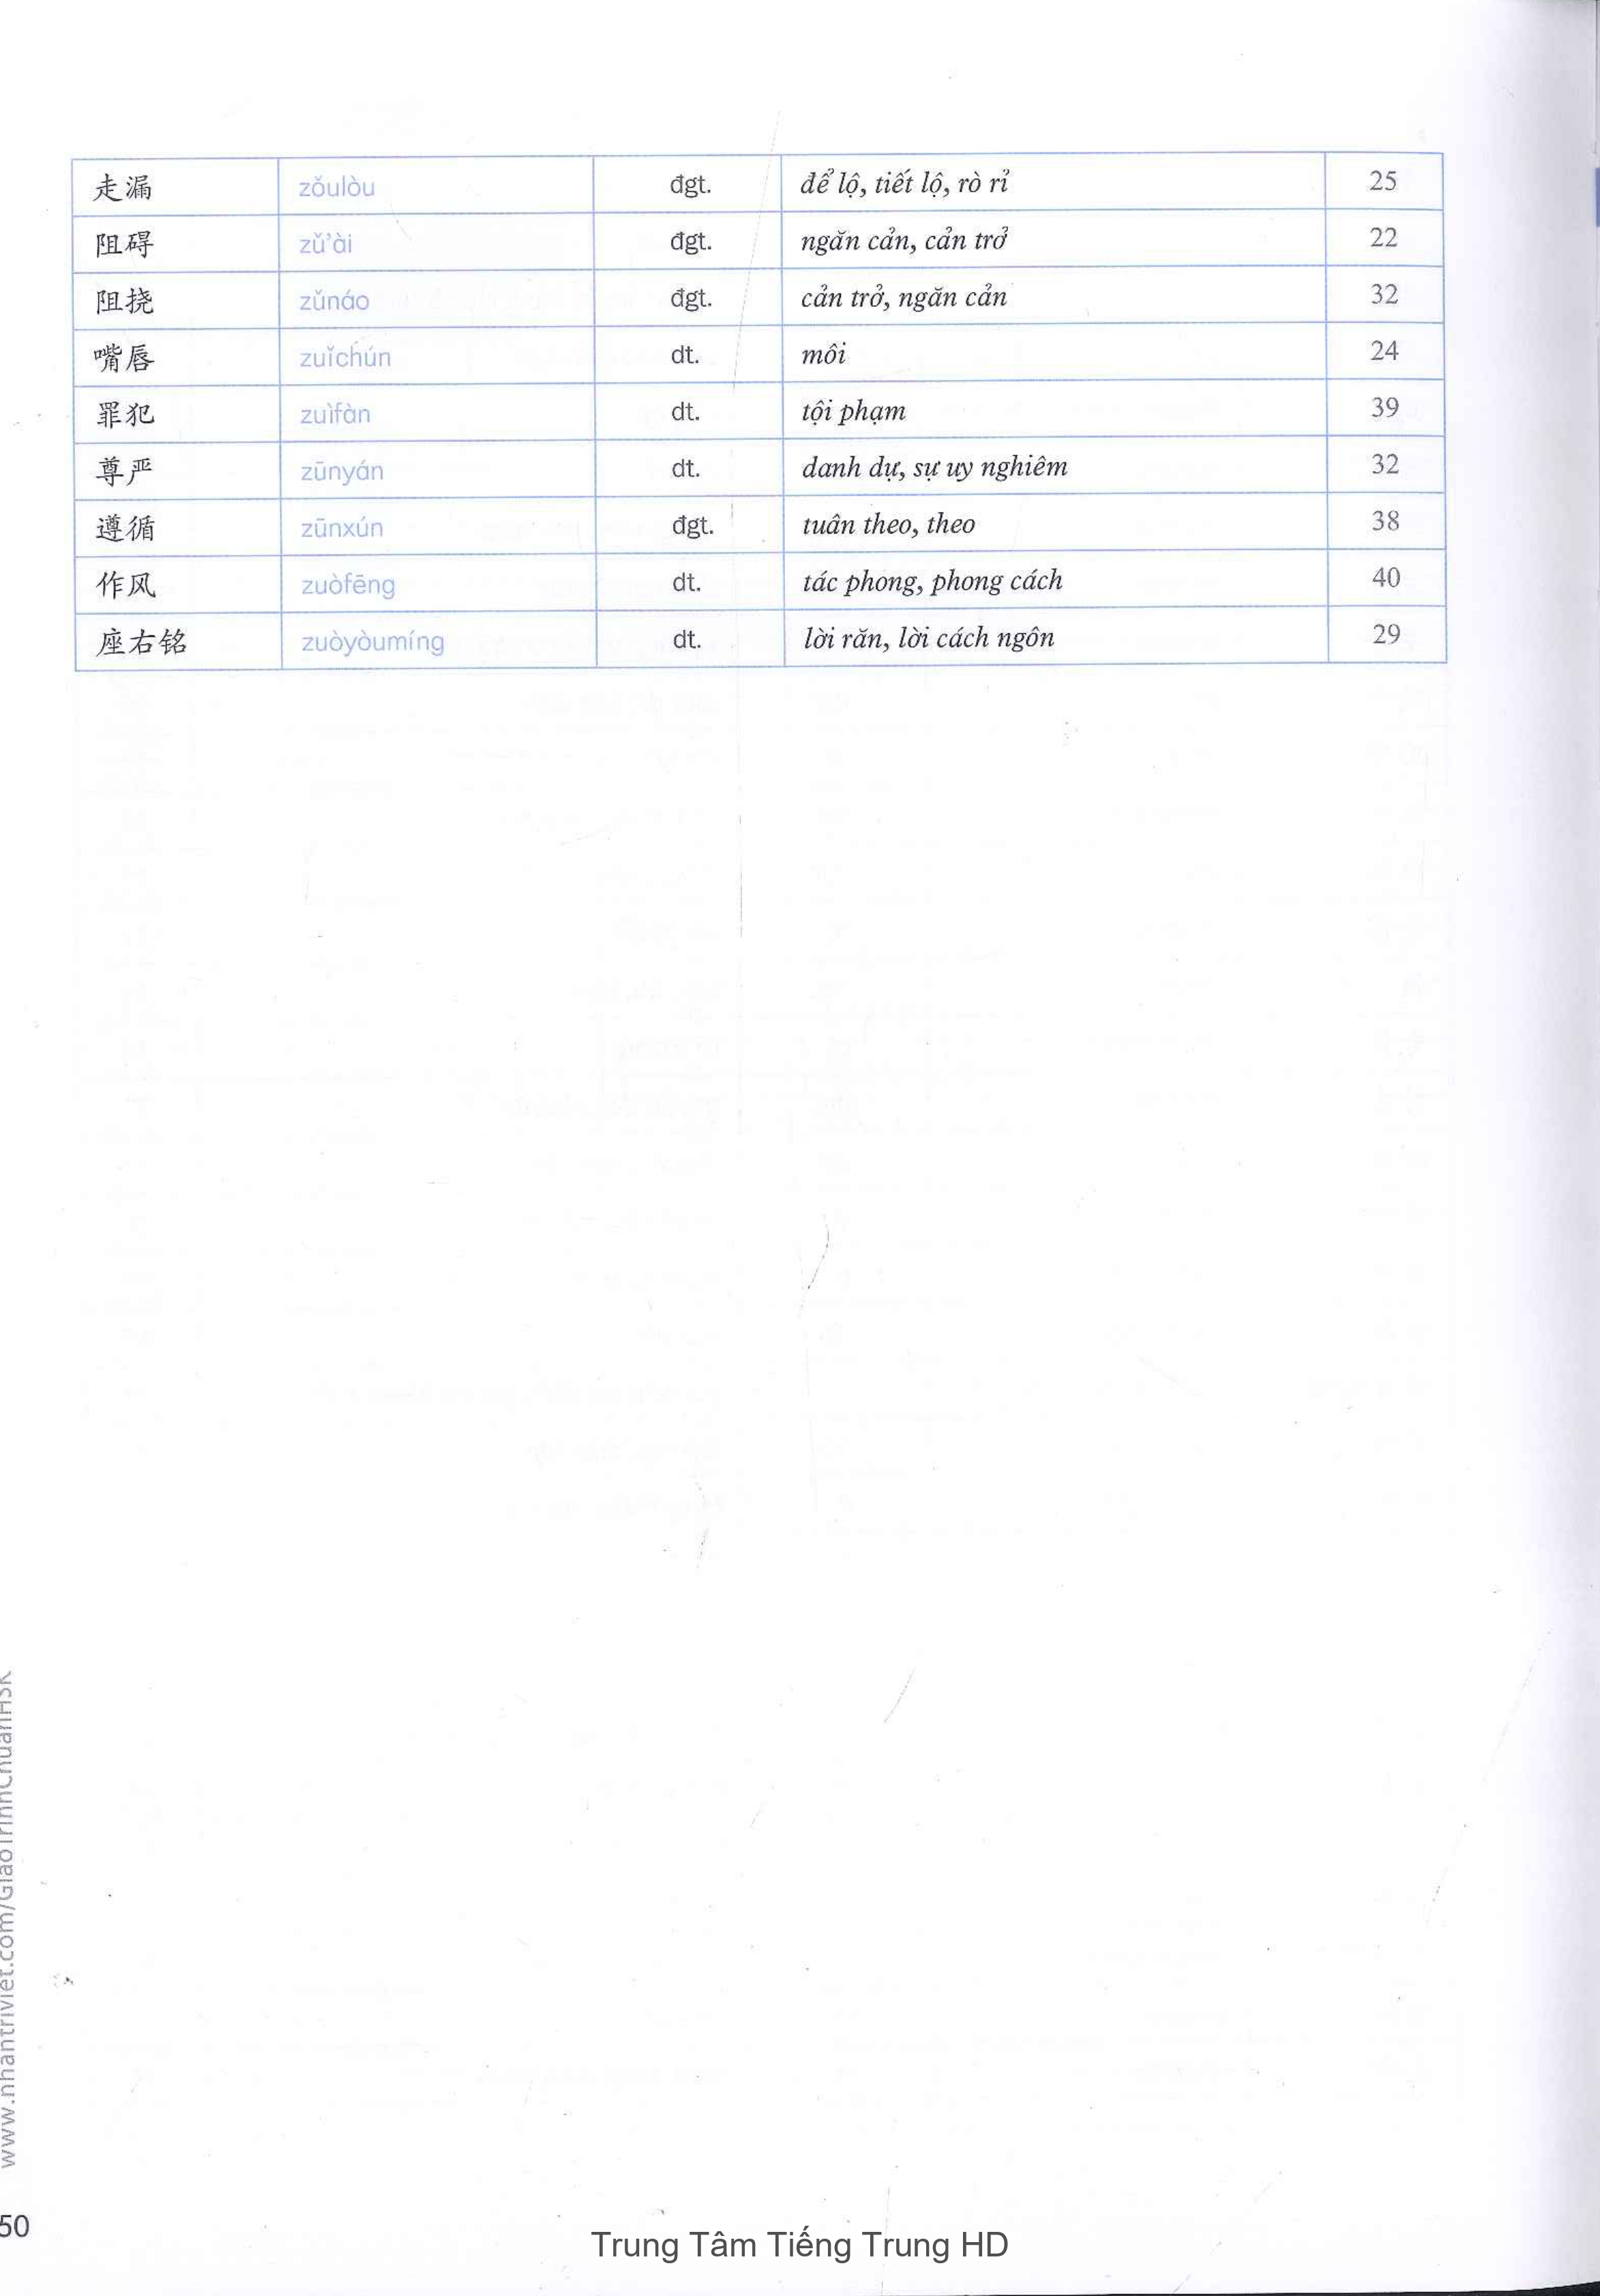 走漏 zǒulòu đgt. để lộ, tiết lộ, rò rỉ 25
阻碍 zǔ'ài đgt. ngăn cản, cản trở 22
阻挠 zǔnáo đgt. cản trở, ngăn cản 32
嘴唇 zuǐchún dt. môi 24
罪犯 zuìfàn dt. tội phạm 39
尊严 zūnyán dt. danh dự, sự uy nghiêm 32
遵循 zūnxún đgt. tuân theo, theo 38
作风 zuòfēng dt. tác phong, phong cách 40
座右铭 zuòyòumíng dt. lời răn, lời cách ngôn 29
www.nhantriviet.com/GiaoTrinhChuanHSK
50
Trung Tâm Tiếng Trung HD